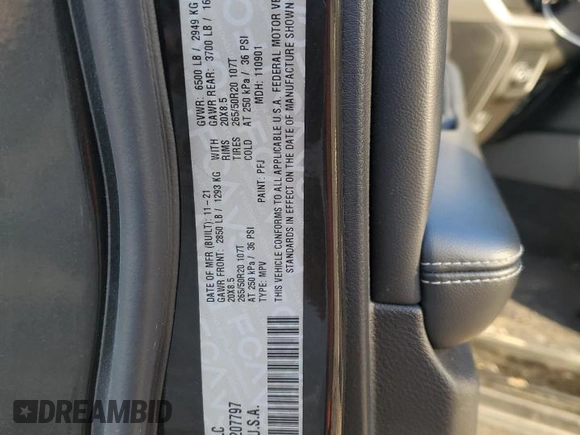 LC
DATE OF MFR (BUILT): 11-21
GVWR: 6500 LB / 2949 KG
GAWR FRONT: 2850 LB / 1293 KG WITH GAWR REAR: 3700 LB / 16
20X8.5 RIMS 20X8.5
265/50R20 107T TIRES 265/50R20 107T
AT 250 kPa / 36 PSI COLD AT 250 kPa / 36 PSI
TYPE: MPV PAINT: PFJ MDH: 110901
THIS VEHICLE CONFORMS TO ALL APPLICABLE U.S.A. FEDERAL MOTOR VE
STANDARDS IN EFFECT ON THE DATE OF MANUFACTURE SHOWN
207797
U.S.A.
DREAMBID